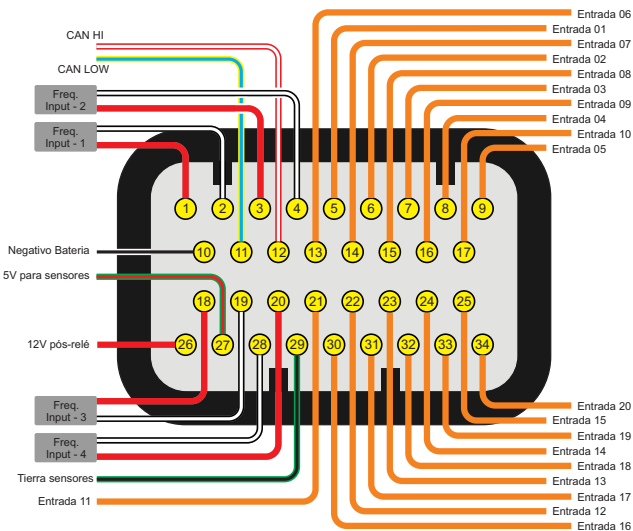 CAN HI
CAN LOW
Freq.
Input - 2
Freq.
Input - 1
Entrada 06
Entrada 01
Entrada 07
Entrada 02
Entrada 08
Entrada 03
Entrada 09
Entrada 04
Entrada 10
Entrada 05
1 2 3 4 5 6 7 8 9
Negativo Bateria
10 11 12 13 14 15 16 17
5V para sensores
18 19 20 21 22 23 24 25
12V pós-relé
26 27 28 29 30 31 32 33 34
Freq.
Input - 3
Freq.
Input - 4
Tierra sensores
Entrada 11
Entrada 20
Entrada 15
Entrada 19
Entrada 14
Entrada 18
Entrada 13
Entrada 17
Entrada 12
Entrada 16